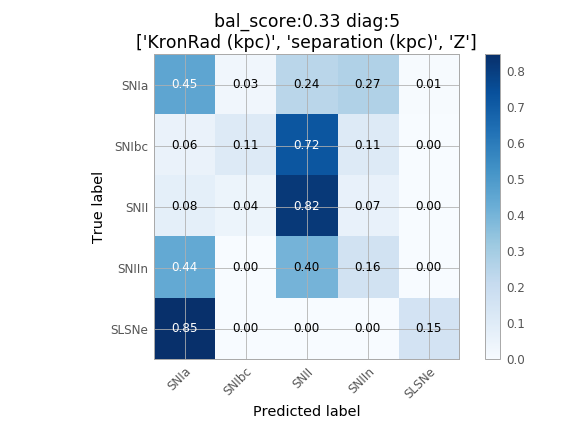 bal_score:0.33 diag:5
['KronRad (kpc)', 'separation (kpc)', 'Z']
SNIa 0.45 0.03 0.24 0.27 0.01
SNIbc 0.06 0.11 0.72 0.11 0.00
SNII 0.08 0.04 0.82 0.07 0.00
SNIIn 0.44 0.00 0.40 0.16 0.00
SLSNe 0.85 0.00 0.00 0.00 0.15
SNIa SNIbc SNII SNIIn SLSNe
True label
Predicted label
0.8
0.7
0.6
0.5
0.4
0.3
0.2
0.1
0.0